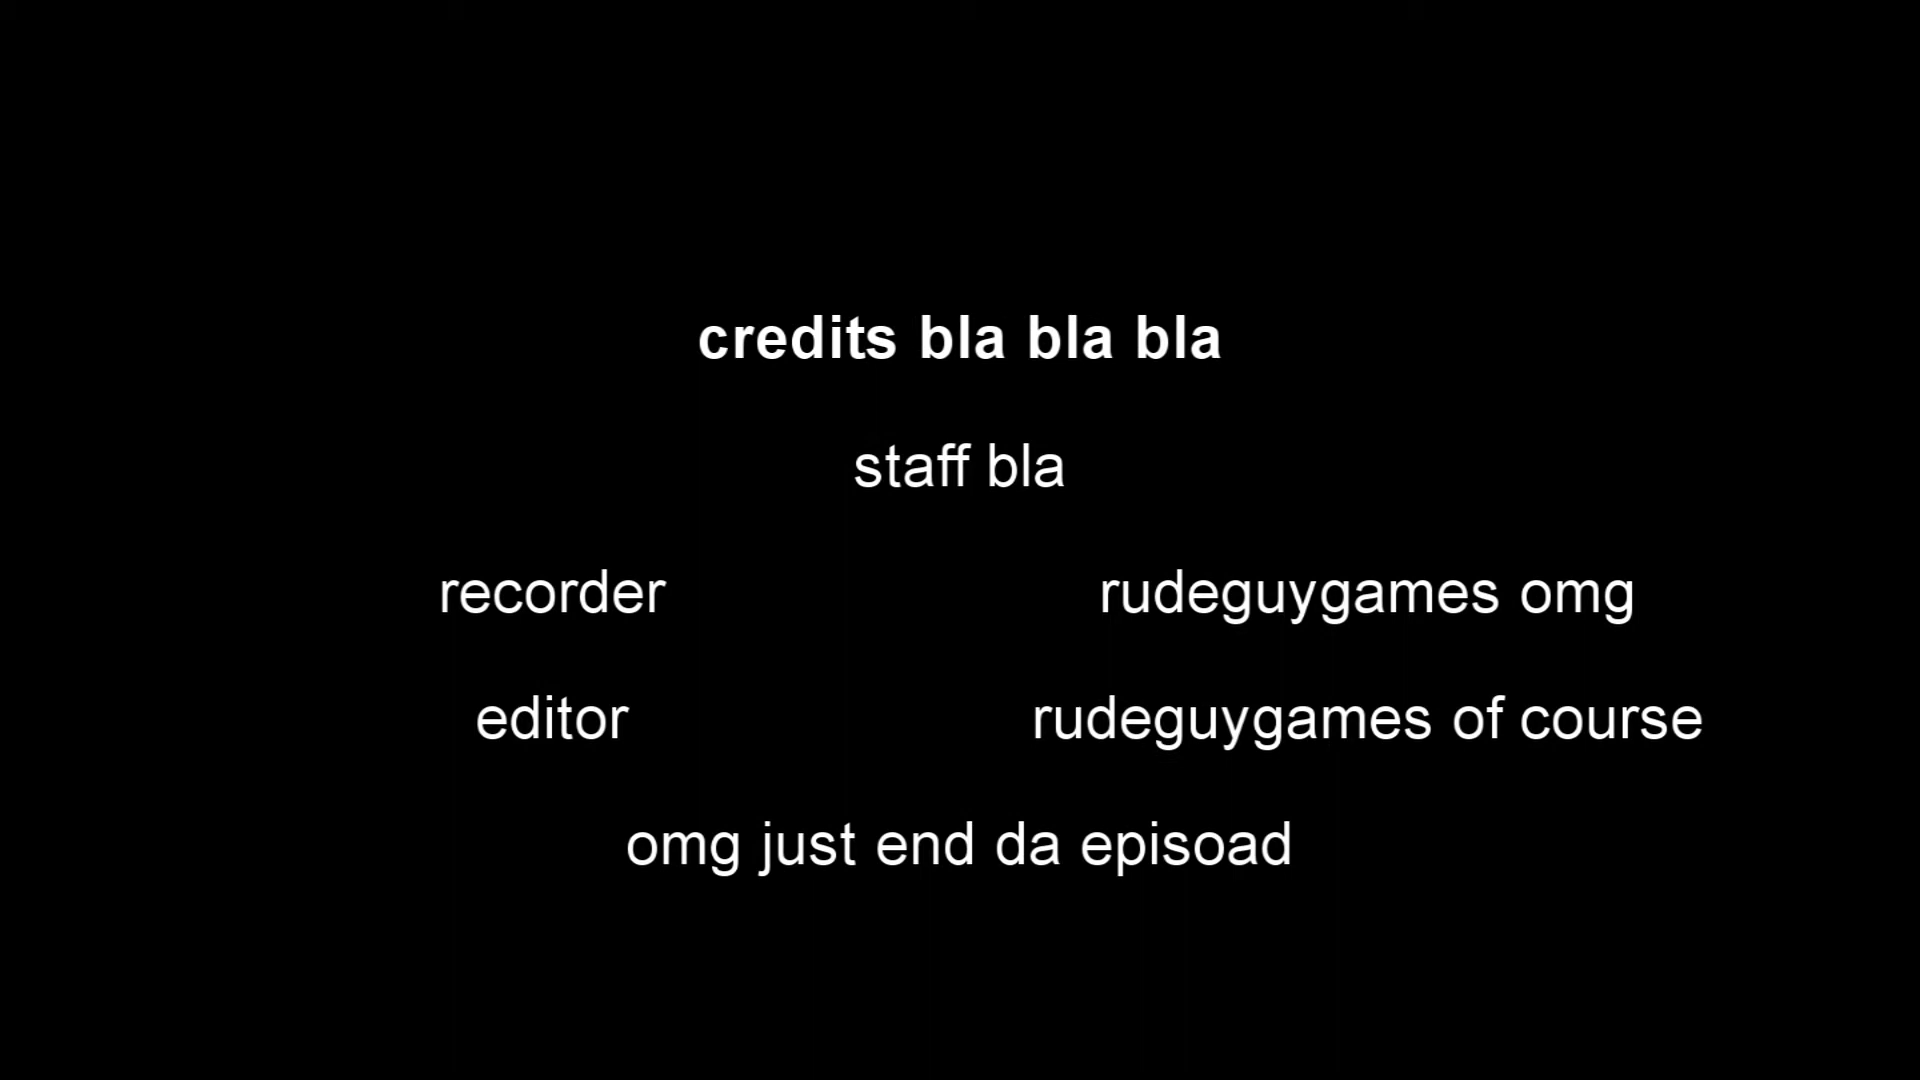 credits bla bla bla
staff bla
recorder rudeguygames omg
editor rudeguygames of course
omg just end da episoad